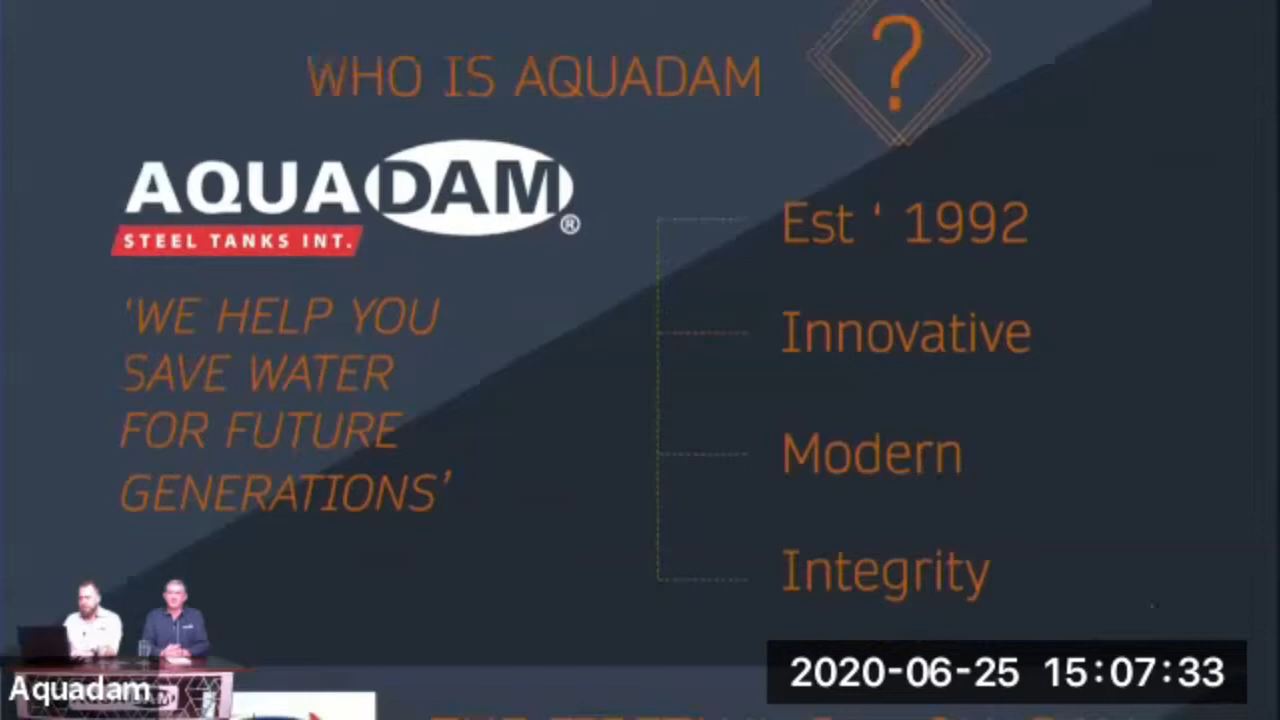 WHO IS AQUADAM
?
AQUADAM®
STEEL TANKS INT.
'WE HELP YOU
SAVE WATER
FOR FUTURE
GENERATIONS'
Est ' 1992
Innovative
Modern
Integrity
Aquadam
2020-06-25 15:07:33